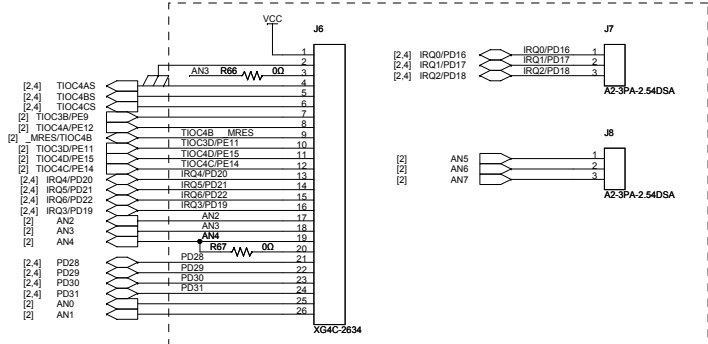 VCC
J6
1
2
AN3 R66 0Ω 3
4
[2,4] TIOC4AS 5
[2,4] TIOC4BS 6
[2,4] TIOC4CS 7
[2] TIOC3B/PE9 8
[2] TIOC4A/PE12 9
[2] _MRES/TIOC4B TIOC4B MRES 10
[2] TIOC3D/PE11 TIOC3D/PE11 11
[2] TIOC4D/PE15 TIOC4D/PE15 12
[2] TIOC4C/PE14 TIOC4C/PE14 13
[2,4] IRQ4/PD20 IRQ4/PD20 14
[2,4] IRQ5/PD21 IRQ5/PD21 15
[2,4] IRQ6/PD22 IRQ6/PD22 16
[2,4] IRQ3/PD19 IRQ3/PD19 17
[2] AN2 AN2 18
[2] AN3 AN3 19
[2] AN4 AN4 20
R67 0Ω 21
[2,4] PD28 PD28 22
[2,4] PD29 PD29 23
[2,4] PD30 PD30 24
[2,4] PD31 PD31 25
[2] AN0 26
[2] AN1
XG4C-2634
J7
[2,4] IRQ0/PD16 IRQ0/PD16 1
[2,4] IRQ1/PD17 IRQ1/PD17 2
[2,4] IRQ2/PD18 IRQ2/PD18 3
A2-3PA-2.54DSA
J8
[2] AN5 1
[2] AN6 2
[2] AN7 3
A2-3PA-2.54DSA